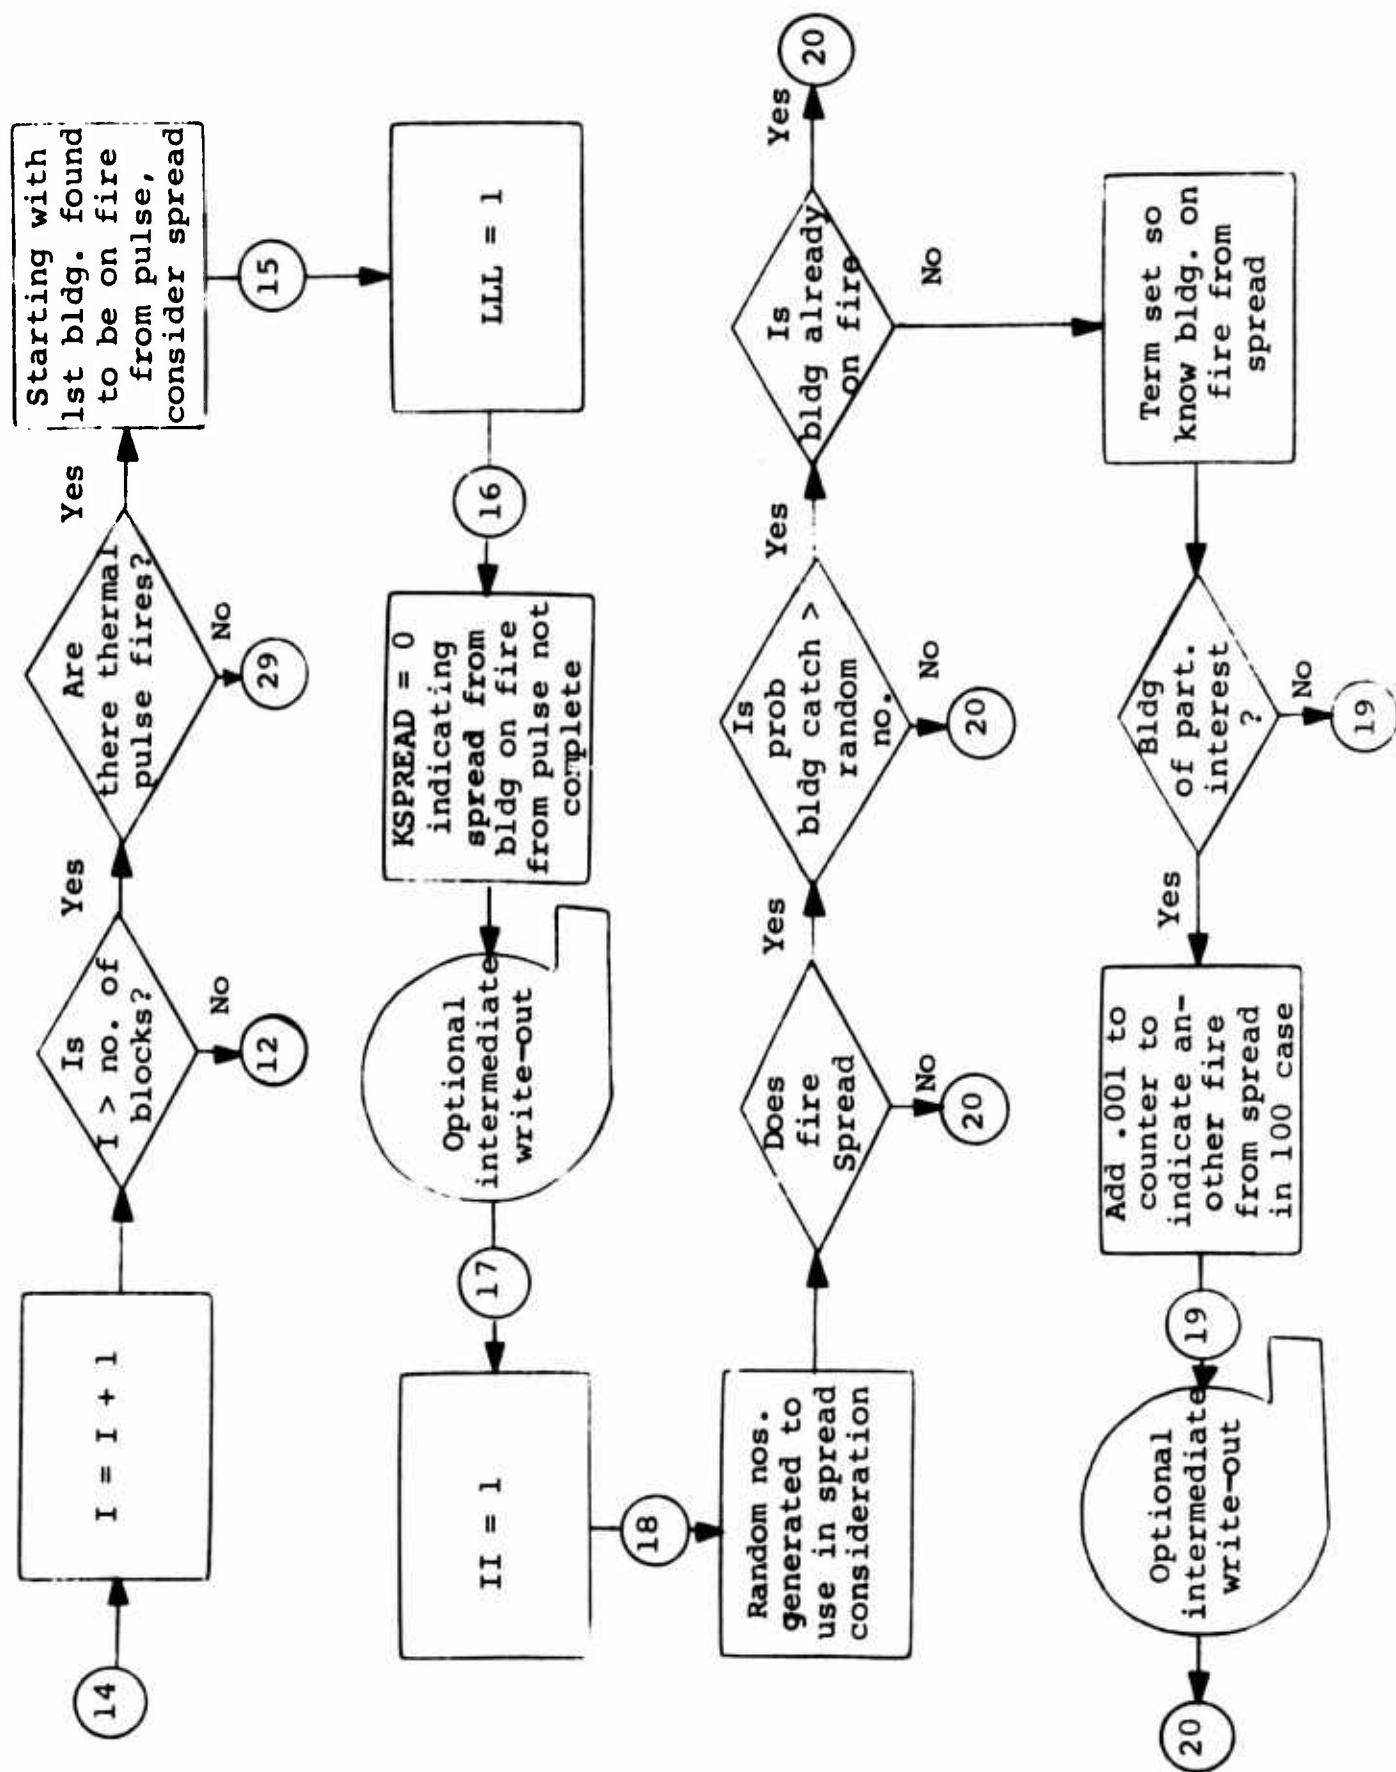 14
I = I + 1
Is
I > no. of
blocks?
No
12
Yes
Are
there thermal
pulse fires?
No
29
Yes
Starting with
1st bldg. found
to be on fire
from pulse,
consider spread
15
LLL = 1
16
KSPREAD = 0
indicating
spread from
bldg on fire
from pulse not
complete
Optional
intermediate
write-out
17
II = 1
18
Random nos.
generated to
use in spread
consideration
Does
fire
Spread
No
20
Yes
Is
prob
bldg catch >
random
no.
No
20
Yes
Is
bldg already
on fire
Yes
20
No
Term set so
know bldg. on
fire from
spread
Bldg
of part.
interest
?
No
19
Yes
Add .001 to
counter to
indicate an-
other fire
from spread
in 100 case
19
Optional
intermediate
write-out
20